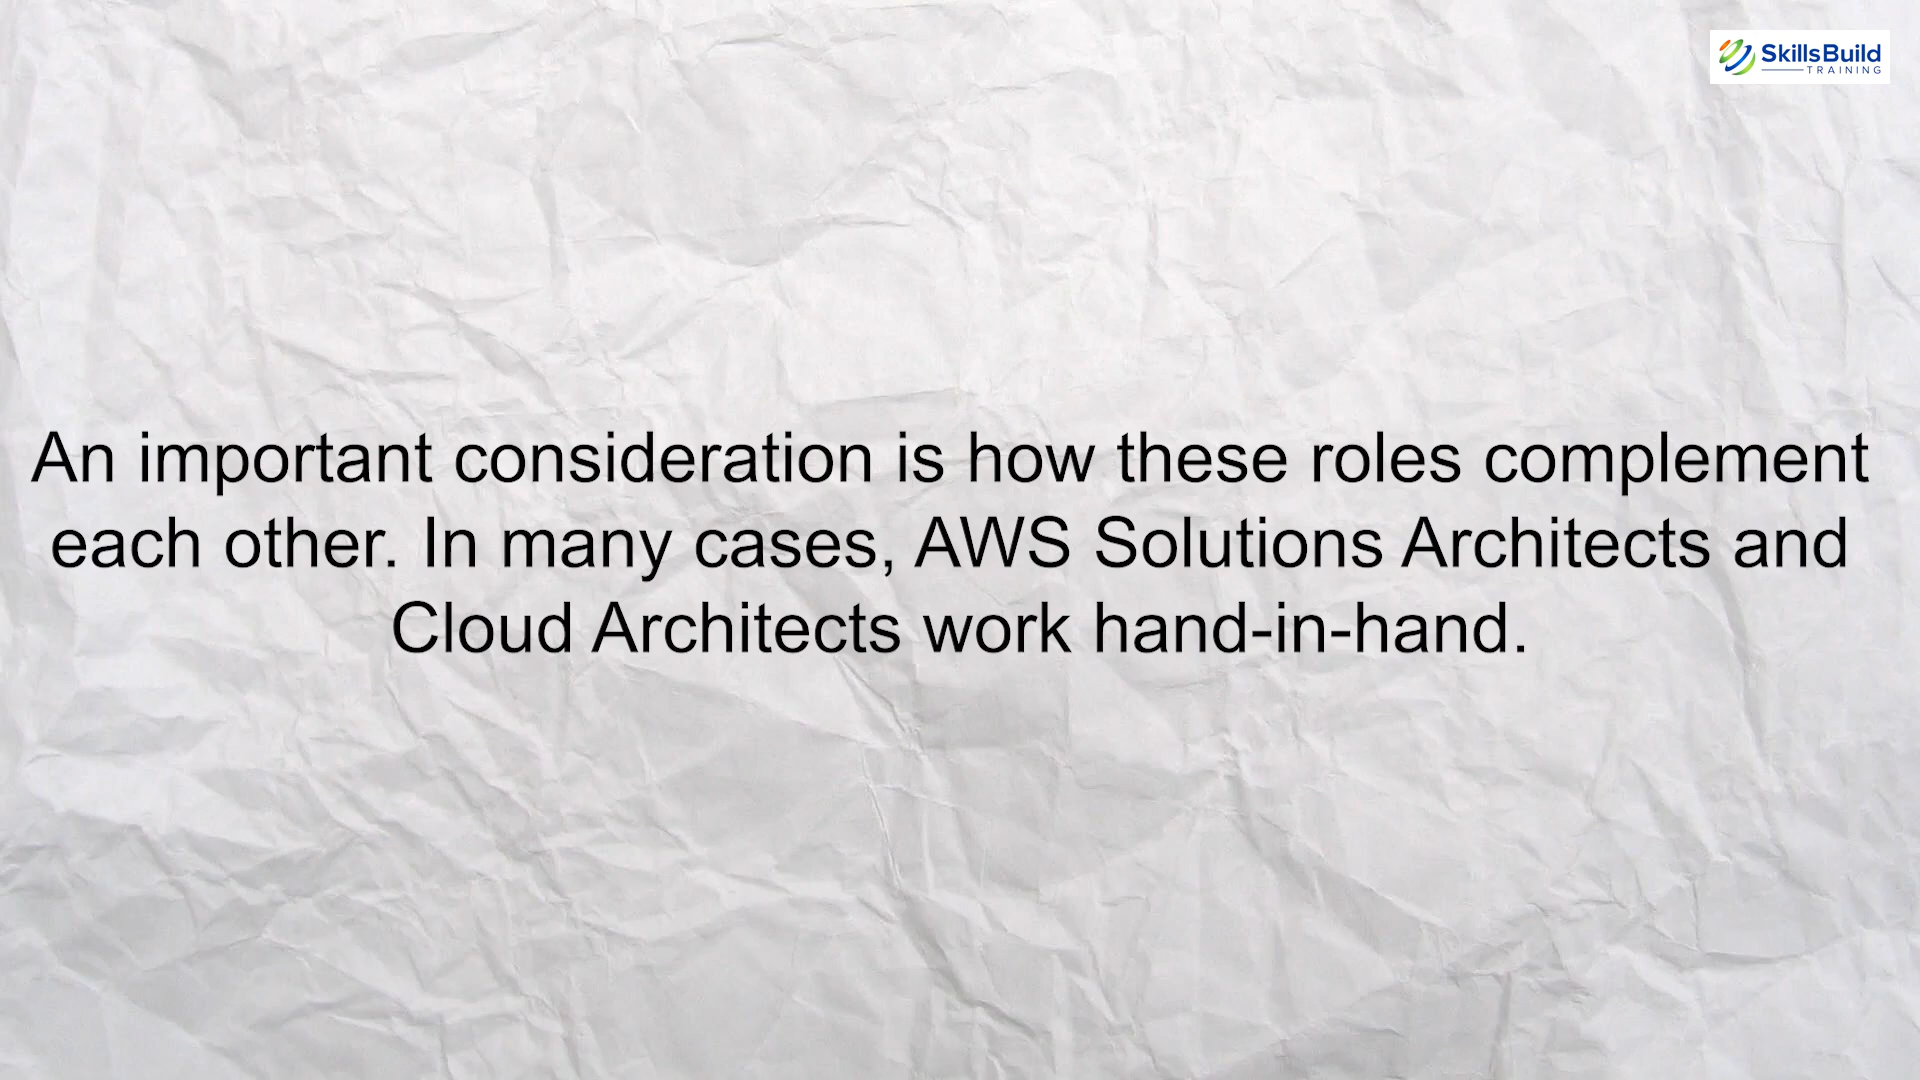 SkillsBuild
TRAINING
An important consideration is how these roles complement
each other. In many cases, AWS Solutions Architects and
Cloud Architects work hand-in-hand.